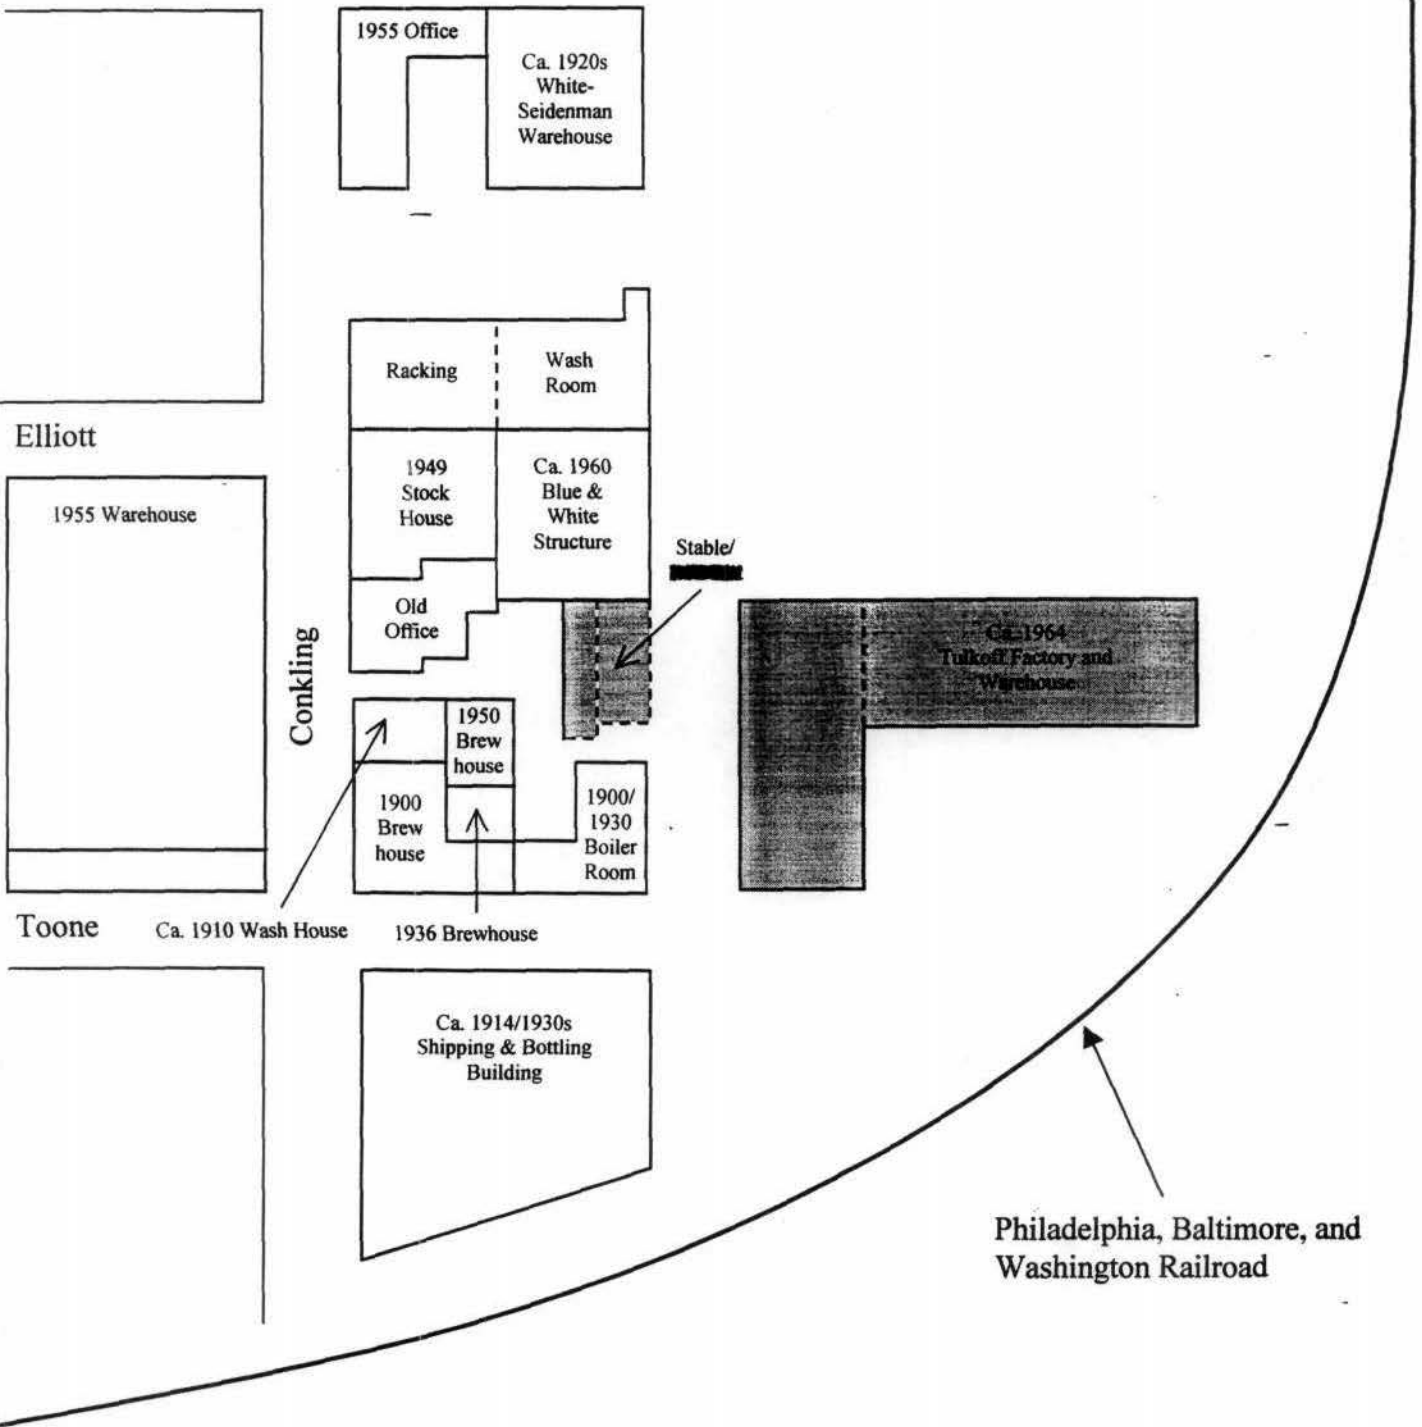 1955 Office
Ca. 1920s
White-
Seidenman
Warehouse
Racking
Wash
Room
Elliott
1949
Stock
House
Ca. 1960
Blue &
White
Structure
1955 Warehouse
Stable/
Old
Office
Conkling
Ca. 1964
Tulkoff Factory and
Warehouse
1950
Brew
house
1900
Brew
house
1900/
1930
Boiler
Room
Toone
Ca. 1910 Wash House
1936 Brewhouse
Ca. 1914/1930s
Shipping & Bottling
Building
Philadelphia, Baltimore, and
Washington Railroad